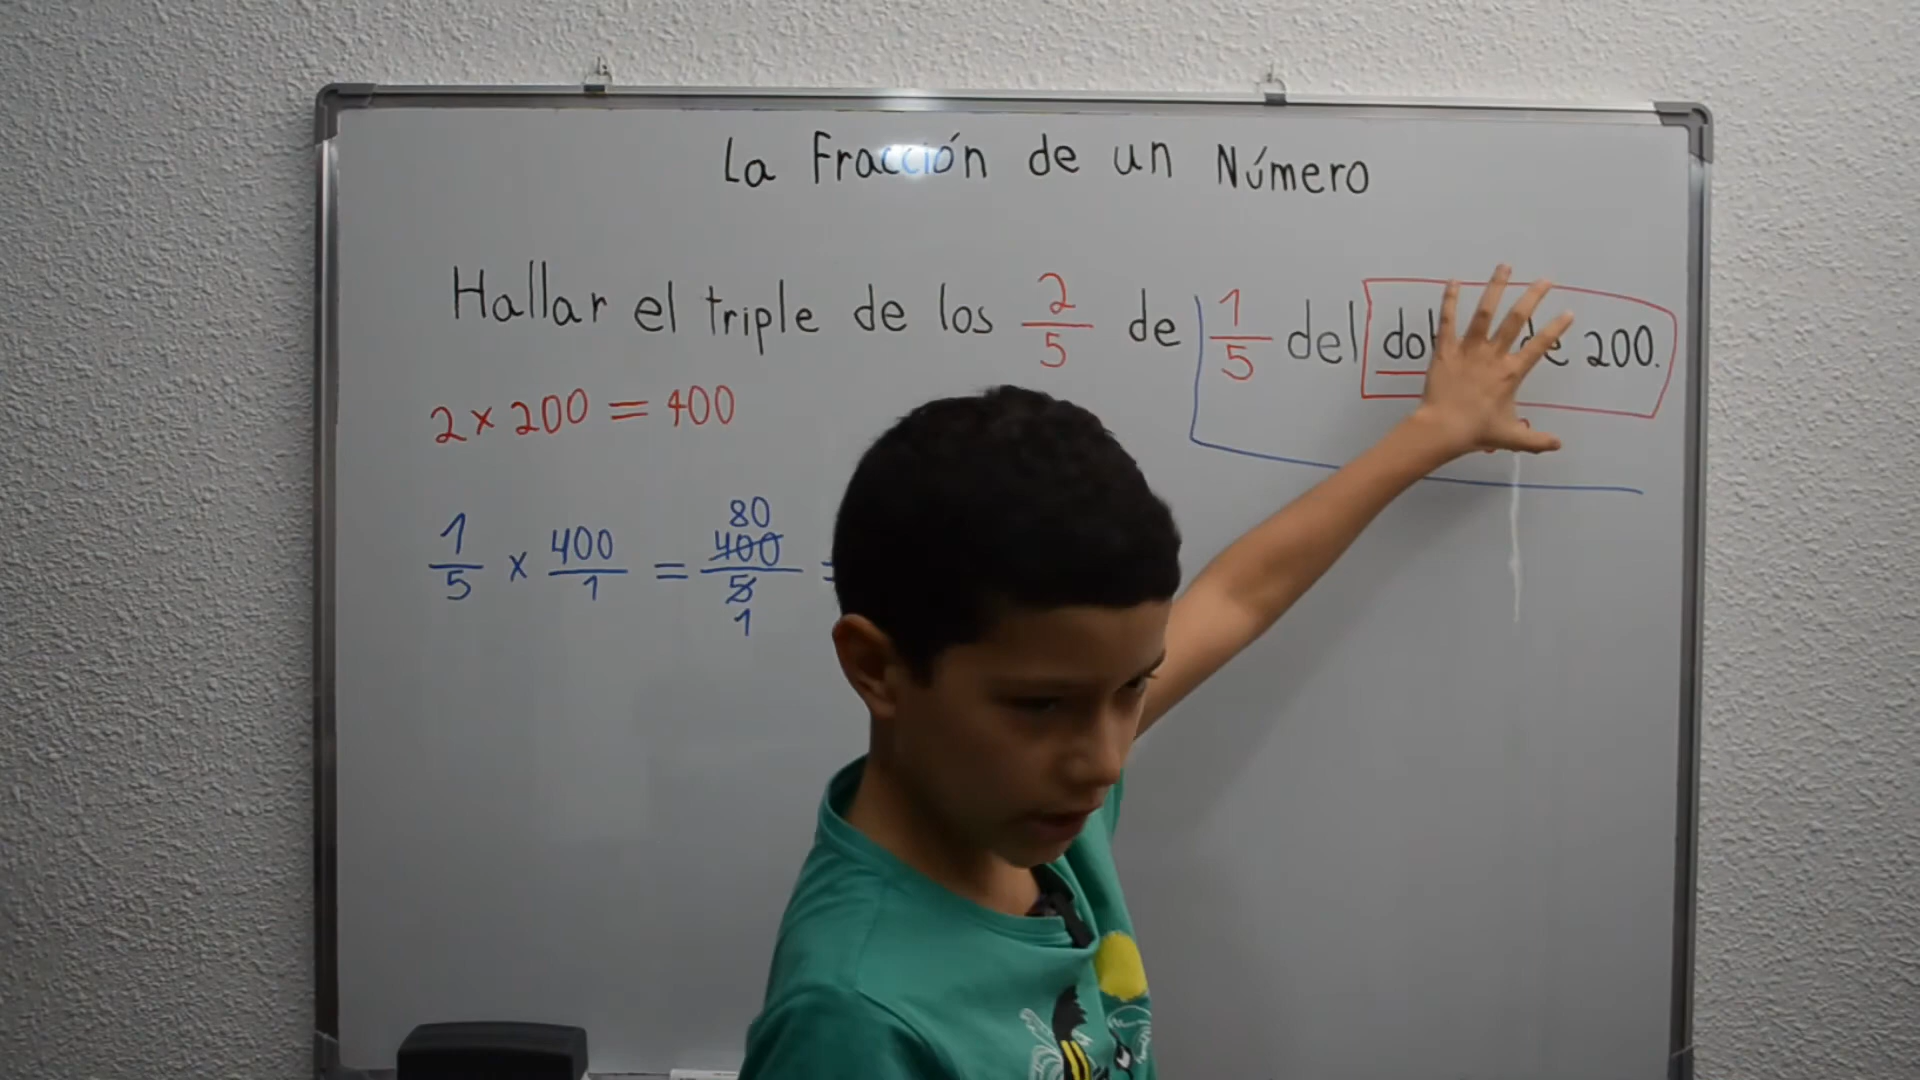 La Fracción de un Número
Hallar el triple de los 2/5 de 1/5 del de 200.
2 x 200 = 400
1/5 x 400/1 = 400/5 =
80
1